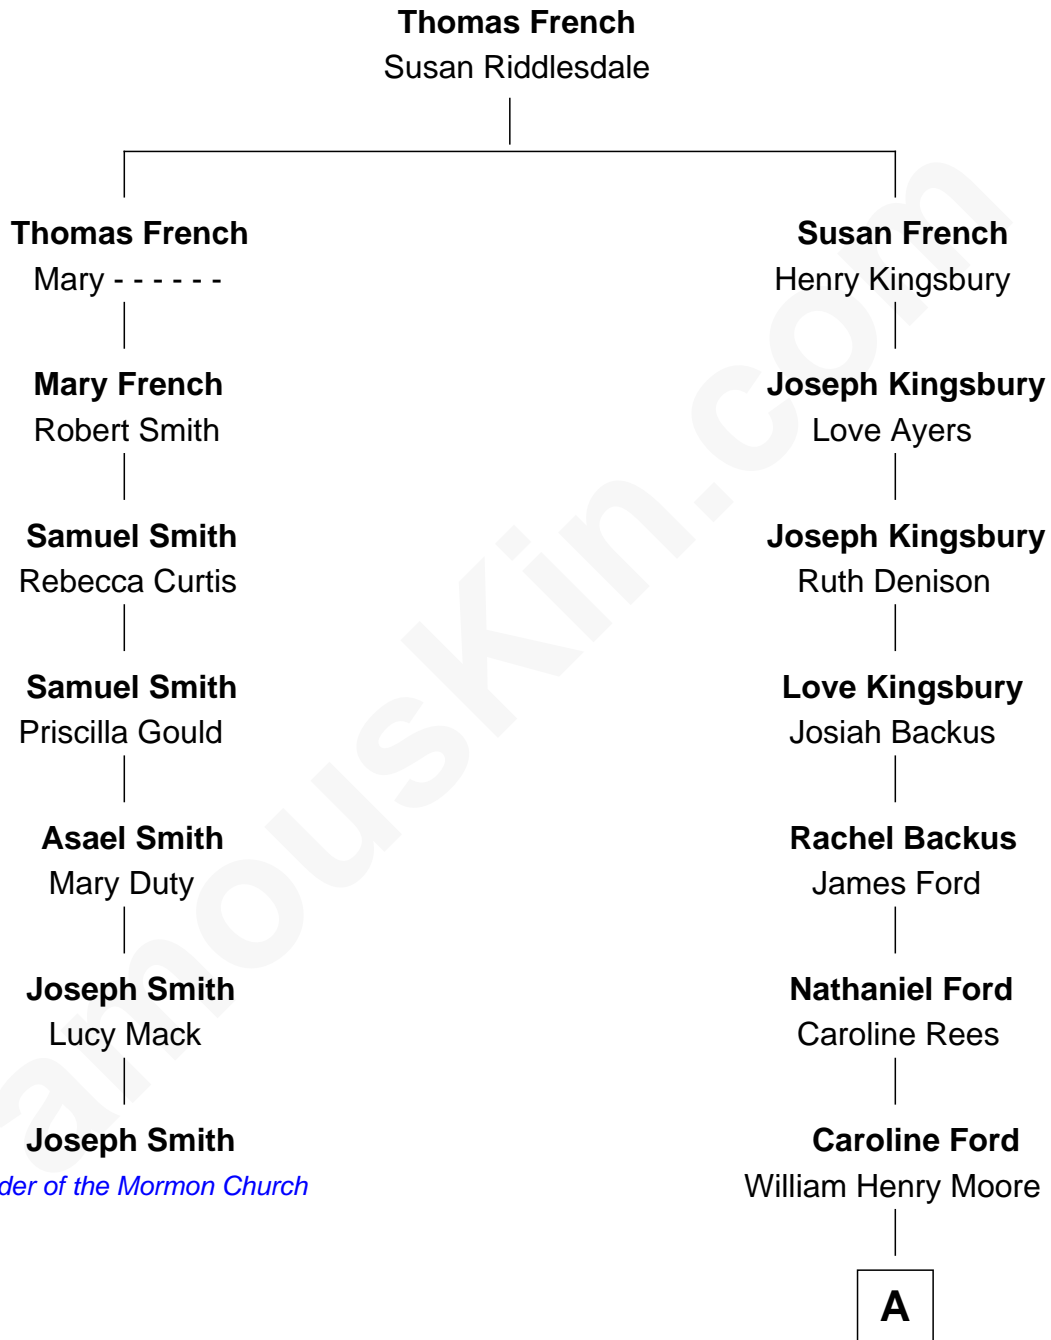 Thomas French
Susan Riddlesdale
Thomas French
Mary - - - - - -
Susan French
Henry Kingsbury
Mary French
Robert Smith
Joseph Kingsbury
Love Ayers
Samuel Smith
Rebecca Curtis
Joseph Kingsbury
Ruth Denison
Samuel Smith
Priscilla Gould
Love Kingsbury
Josiah Backus
Asael Smith
Mary Duty
Rachel Backus
James Ford
Joseph Smith
Lucy Mack
Nathaniel Ford
Caroline Rees
Joseph Smith
der of the Mormon Church
Caroline Ford
William Henry Moore
A
amousKin.com